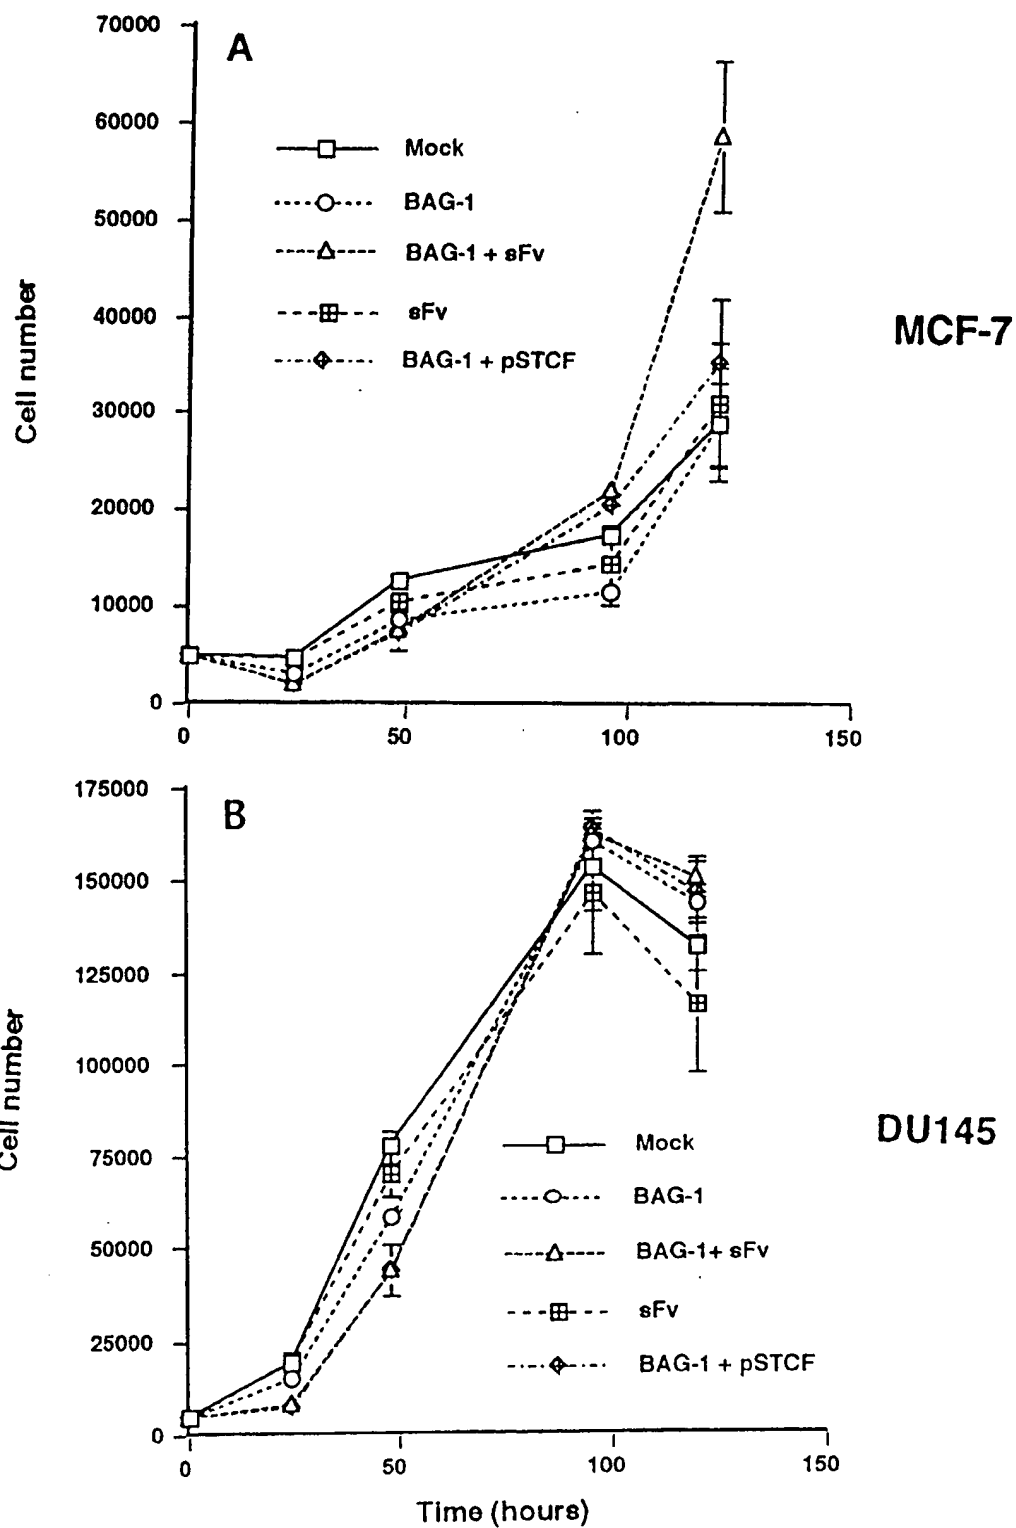 70000
A
60000
Mock
BAG-1
50000
BAG-1 + sFv
40000
sFv
MCF-7
BAG-1 + pSTCF
30000
20000
10000
0
Cell number
0 50 100 150
175000
B
150000
125000
100000
DU145
75000
Mock
BAG-1
50000
BAG-1+ sFv
sFv
25000
BAG-1 + pSTCF
0
Cell number
0 50 100 150
Time (hours)